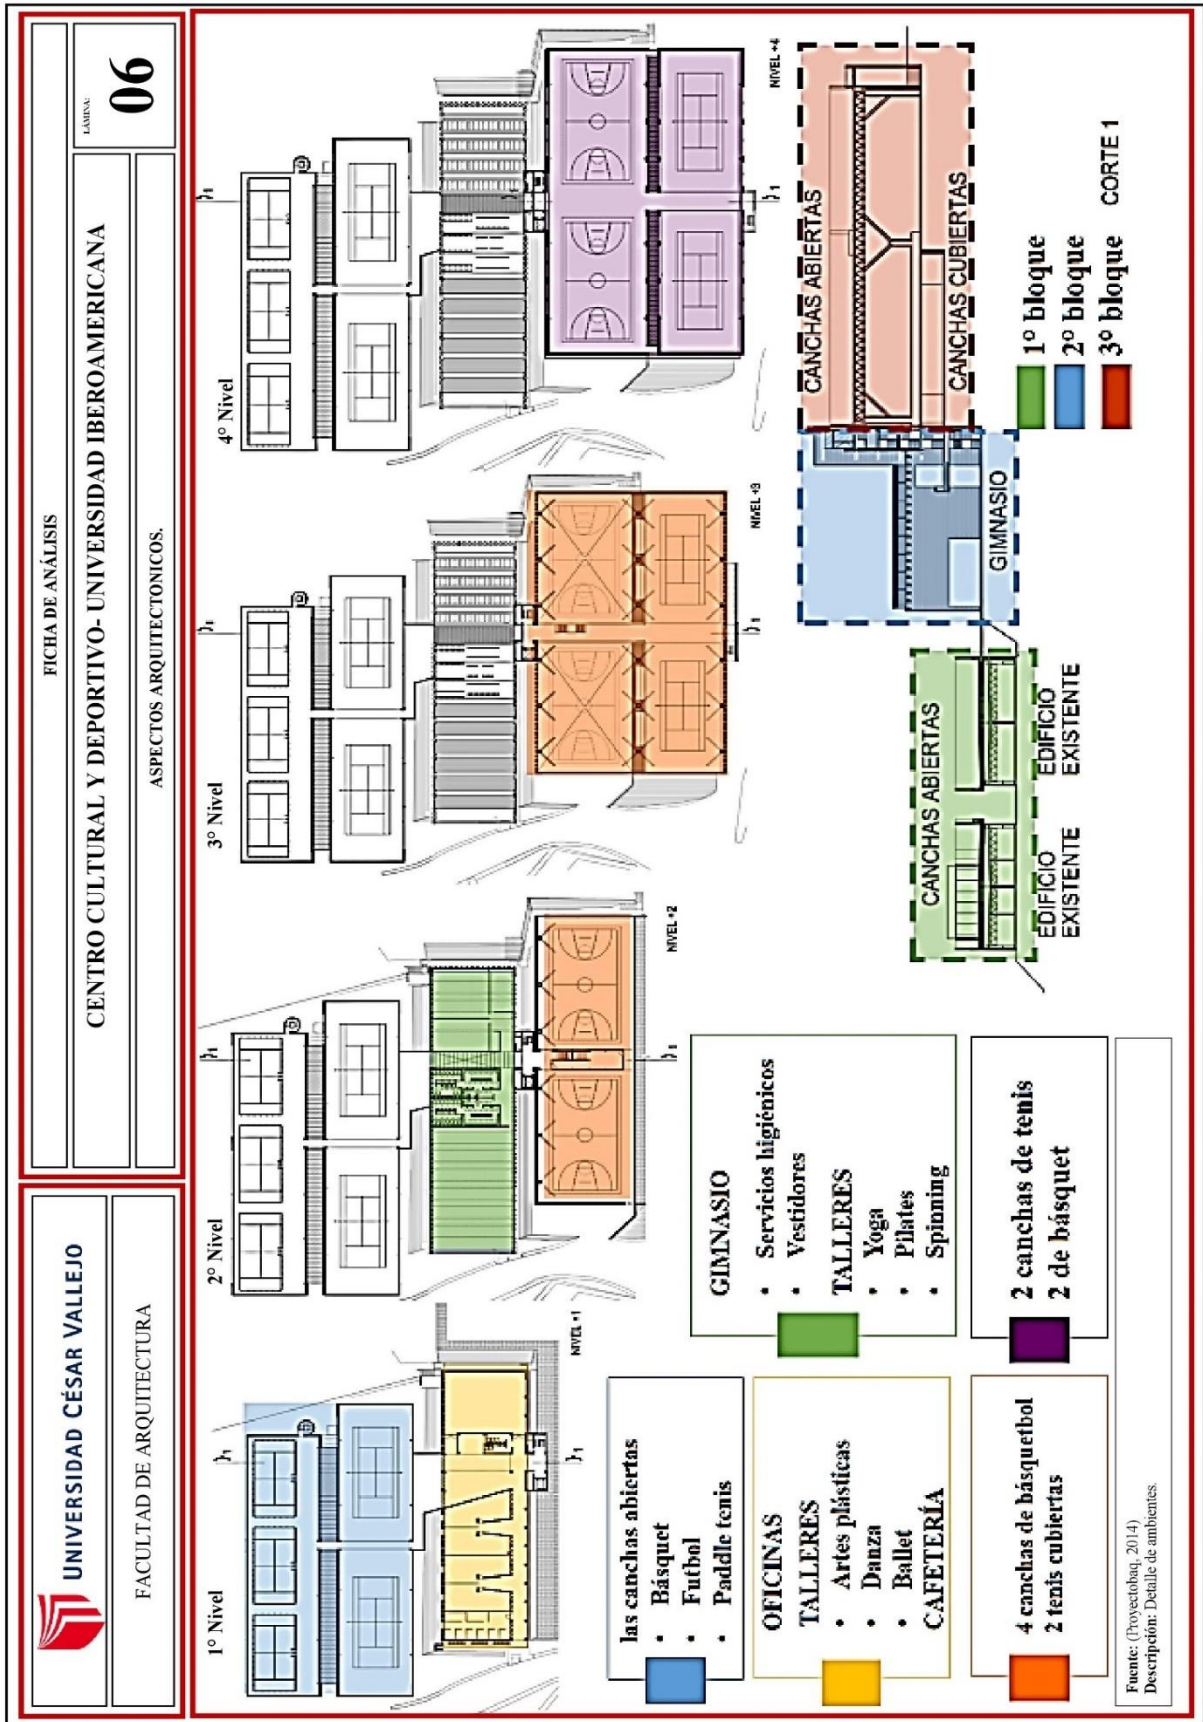 UNIVERSIDAD CÉSAR VALLEJO
FACULTAD DE ARQUITECTURA
FICHA DE ANÁLISIS
CENTRO CULTURAL Y DEPORTIVO- UNIVERSIDAD IBEROAMERICANA
ASPECTOS ARQUITECTONICOS.
LÁMINA:
06
1° Nivel
2° Nivel
3° Nivel
4° Nivel
NIVEL +1
NIVEL +2
NIVEL +3
NIVEL +4
las canchas abiertas
• Básquet
• Futbol
• Paddle tenis
OFICINAS
TALLERES
• Artes plásticas
• Danza
• Ballet
CAFETERÍA
4 canchas de básquetbol
2 tenis cubiertas
GIMNASIO
• Servicios higiénicos
• Vestidores
TALLERES
• Yoga
• Pilates
• Spinning
2 canchas de tenis
2 de básquet
CANCHAS ABIERTAS
EDIFICIO
EXISTENTE
EDIFICIO
EXISTENTE
GIMNASIO
CANCHAS ABIERTAS
CANCHAS CUBIERTAS
1° bloque
2° bloque
3° bloque
CORTE 1
Fuente: (Proyectobaq, 2014)
Descripción: Detalle de ambientes.